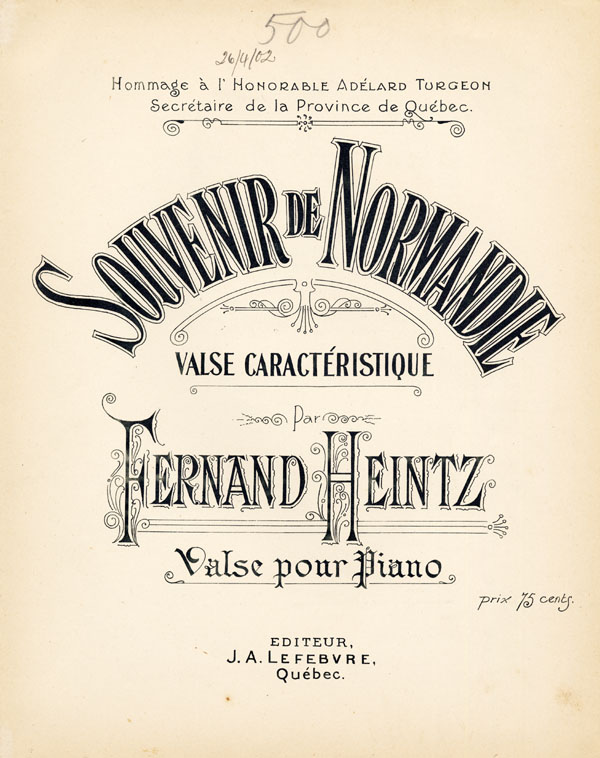 500
26/4/02
Hommage à l'Honorable Adélard Turgeon
Secrétaire de la Province de Québec.
SOUVENIR DE NORMANDIE
VALSE CARACTÉRISTIQUE
Par
FERNAND HEINTZ
Valse pour Piano
prix 75 cents.
EDITEUR,
J. A. LEFEBVRE,
Québec.